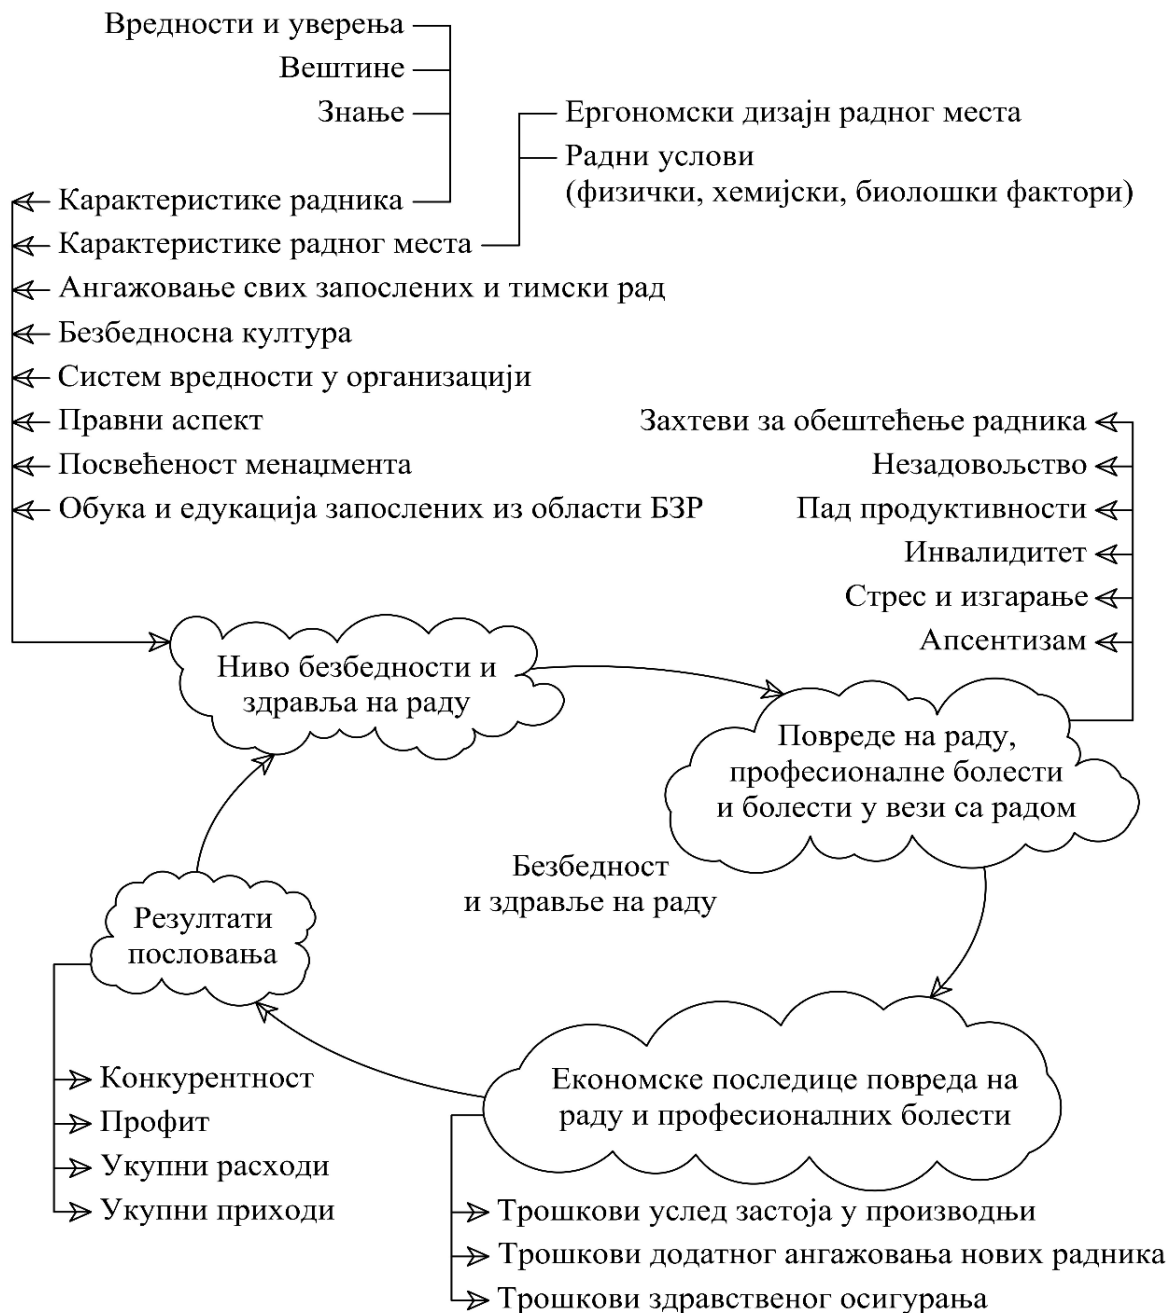 Вредности и уверења
Вештине
Знање
Ергономски дизајн радног места
Радни услови
(физички, хемијски, биолошки фактори)
Карактеристике радника
Карактеристике радног места
Ангажовање свих запослених и тимски рад
Безбедносна култура
Систем вредности у организацији
Правни аспект
Посвећеност менаџмента
Обука и едукација запослених из области БЗР
Захтеви за обештећење радника
Незадовољство
Пад продуктивности
Инвалидитет
Стрес и изгарање
Апсентизам
Ниво безбедности и
здравља на раду
Повреде на раду,
професионалне болести
и болести у вези са радом
Безбедност
и здравље на раду
Резултати
пословања
Економске последице повреда на
раду и професионалних болести
Конкурентност
Профит
Укупни расходи
Укупни приходи
Трошкови услед застоја у производњи
Трошкови додатног ангажовања нових радника
Трошкови здравственог осигурања